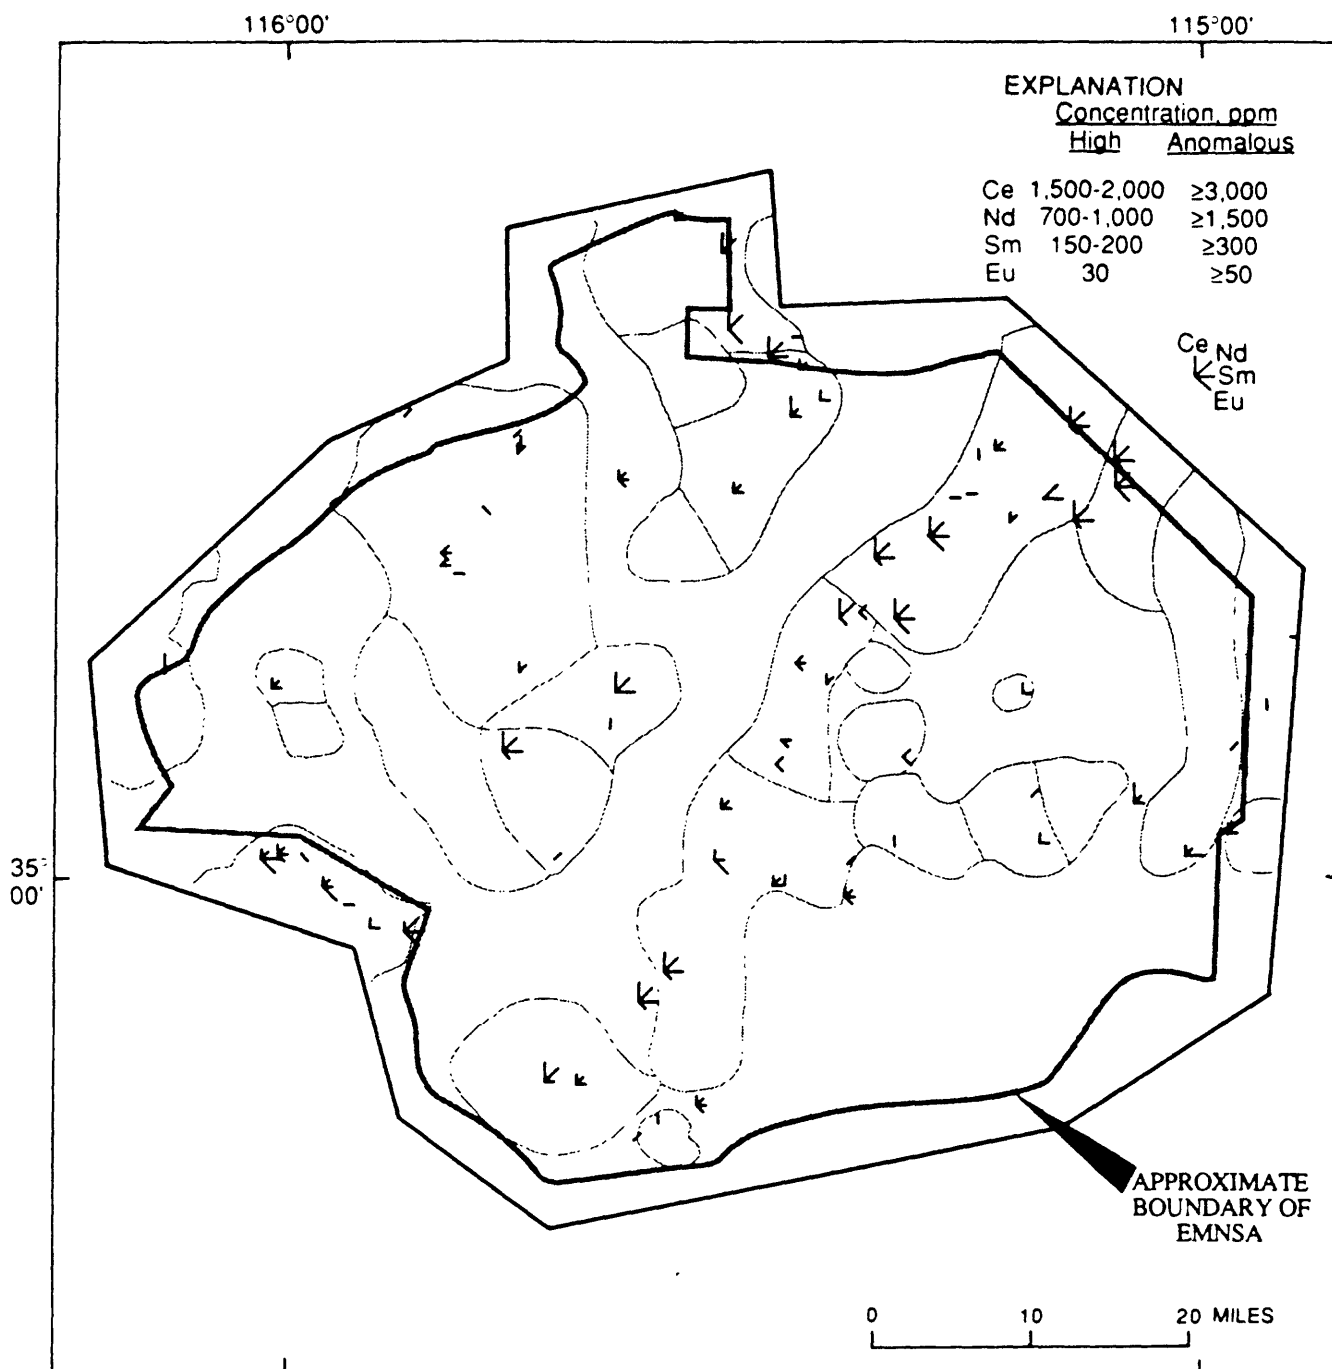 116°00'
115°00'
EXPLANATION
Concentration, ppm
High Anomalous
Ce 1,500-2,000 ≥3,000
Nd 700-1,000 ≥1,500
Sm 150-200 ≥300
Eu 30 ≥50
Ce Nd
Sm
Eu
35°
00'
APPROXIMATE
BOUNDARY OF
EMNSA
0 10 20 MILES